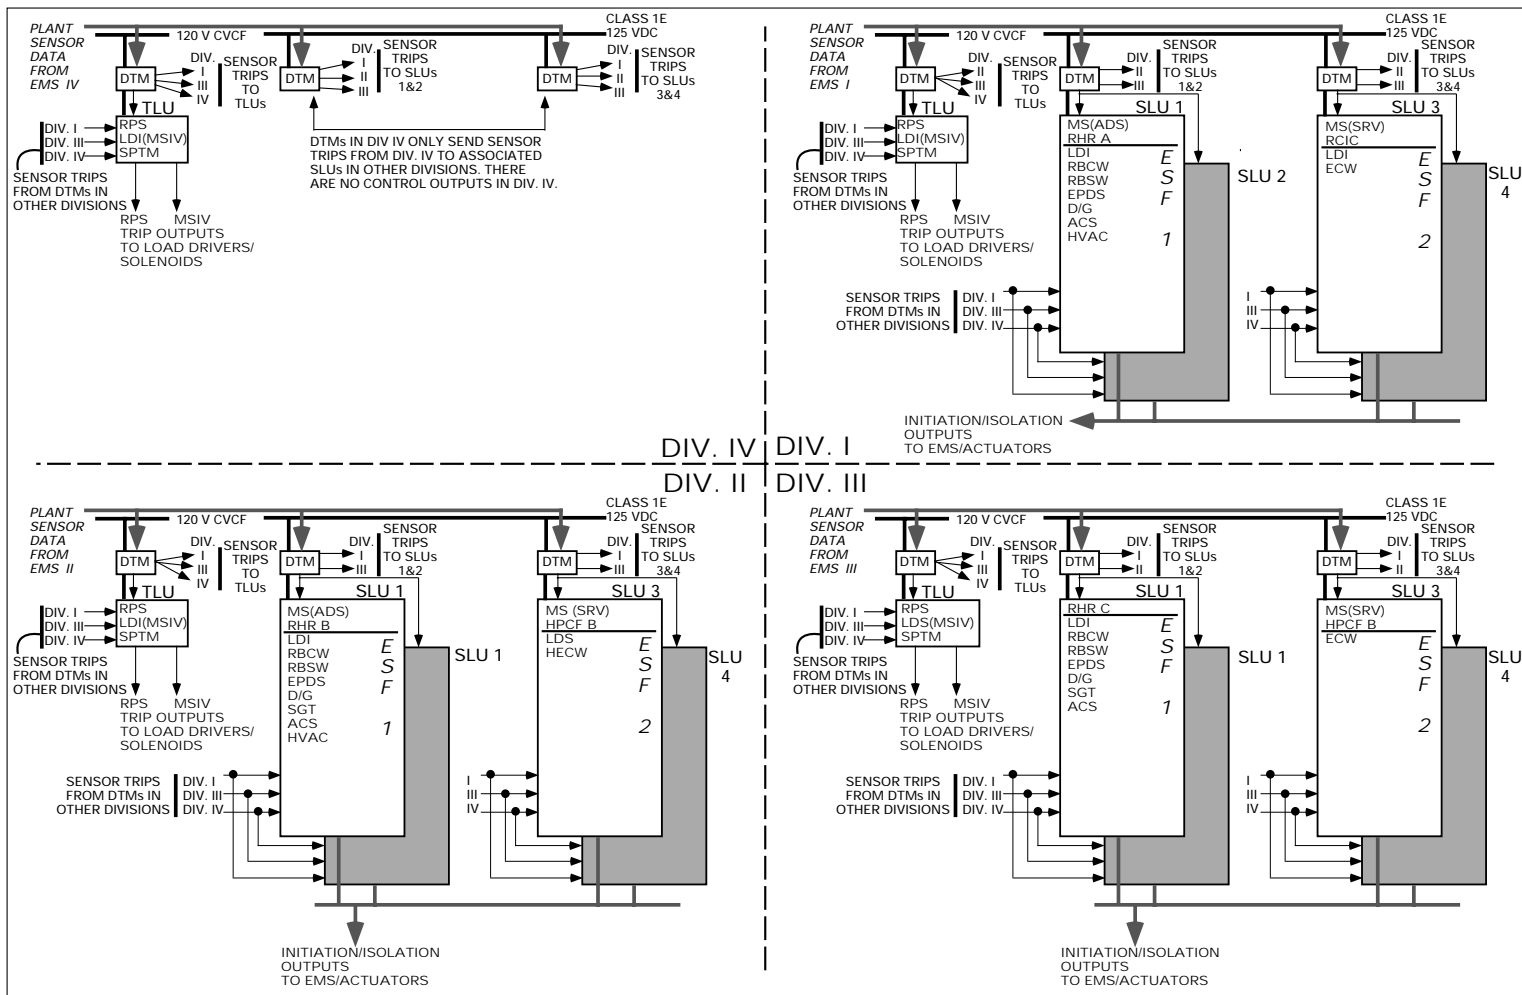 PLANT
SENSOR
DATA
FROM
EMS IV
120 V CVCF
CLASS 1E
125 VDC
DTM
DIV.
I
III
IV
SENSOR
TRIPS
TO
TLUs
DTM
DIV.
I
II
III
SENSOR
TRIPS
TO SLUs
1&2
DTM
DIV.
I
II
III
SENSOR
TRIPS
TO SLUs
3&4
TLU
RPS
LDI(MSIV)
SPTM
DIV. I
DIV. III
DIV. IV
SENSOR TRIPS
FROM DTMs IN
OTHER DIVISIONS
RPS MSIV
TRIP OUTPUTS
TO LOAD DRIVERS/
SOLENOIDS
DTMs IN DIV IV ONLY SEND SENSOR
TRIPS FROM DIV. IV TO ASSOCIATED
SLUs IN OTHER DIVISIONS. THERE
ARE NO CONTROL OUTPUTS IN DIV. IV.
DIV. IV
PLANT
SENSOR
DATA
FROM
EMS I
120 V CVCF
CLASS 1E
125 VDC
DTM
DIV.
II
III
IV
SENSOR
TRIPS
TO
TLUs
DTM
DIV.
II
III
SENSOR
TRIPS
TO SLUs
1&2
DTM
DIV.
II
III
SENSOR
TRIPS
TO SLUs
3&4
TLU
RPS
LDI(MSIV)
SPTM
DIV. I
DIV. III
DIV. IV
SENSOR TRIPS
FROM DTMs IN
OTHER DIVISIONS
RPS MSIV
TRIP OUTPUTS
TO LOAD DRIVERS/
SOLENOIDS
SLU 1
MS(ADS)
RHR A
LDI
RBCW
RBSW
EPDS
D/G
ACS
HVAC
E
S
F
1
SLU 2
SLU 3
MS(SRV)
RCIC
LDI
ECW
E
S
F
2
SLU
4
SENSOR TRIPS
FROM DTMs IN
OTHER DIVISIONS
DIV. I
DIV. III
DIV. IV
I
III
IV
INITIATION/ISOLATION
OUTPUTS
TO EMS/ACTUATORS
DIV. I
DIV. II
PLANT
SENSOR
DATA
FROM
EMS II
120 V CVCF
CLASS 1E
125 VDC
DTM
DIV.
I
III
IV
SENSOR
TRIPS
TO
TLUs
DTM
DIV.
I
III
SENSOR
TRIPS
TO SLUs
1&2
DTM
DIV.
I
III
SENSOR
TRIPS
TO SLUs
3&4
TLU
RPS
LDI(MSIV)
SPTM
DIV. I
DIV. III
DIV. IV
SENSOR TRIPS
FROM DTMs IN
OTHER DIVISIONS
RPS MSIV
TRIP OUTPUTS
TO LOAD DRIVERS/
SOLENOIDS
SLU 1
MS(ADS)
RHR B
LDI
RBCW
RBSW
EPDS
D/G
SGT
ACS
HVAC
E
S
F
1
SLU 1
SLU 3
MS (SRV)
HPCF B
LDS
HECW
E
S
F
2
SLU
4
SENSOR TRIPS
FROM DTMs IN
OTHER DIVISIONS
DIV. I
DIV. III
DIV. IV
I
III
IV
INITIATION/ISOLATION
OUTPUTS
TO EMS/ACTUATORS
DIV. III
PLANT
SENSOR
DATA
FROM
EMS III
120 V CVCF
CLASS 1E
125 VDC
DTM
DIV.
I
III
IV
SENSOR
TRIPS
TO
TLUs
DTM
DIV.
I
II
SENSOR
TRIPS
TO SLUs
1&2
DTM
DIV.
I
II
SENSOR
TRIPS
TO SLUs
3&4
TLU
RPS
LDS(MSIV)
SPTM
DIV. I
DIV. III
DIV. IV
SENSOR TRIPS
FROM DTMs IN
OTHER DIVISIONS
RPS MSIV
TRIP OUTPUTS
TO LOAD DRIVERS/
SOLENOIDS
SLU 1
RHR C
LDI
RBCW
RBSW
EPDS
D/G
SGT
ACS
E
S
F
1
SLU 1
SLU 3
MS(SRV)
HPCF B
ECW
E
S
F
2
SLU
4
SENSOR TRIPS
FROM DTMs IN
OTHER DIVISIONS
DIV. I
DIV. III
DIV. IV
I
III
IV
INITIATION/ISOLATION
OUTPUTS
TO EMS/ACTUATORS